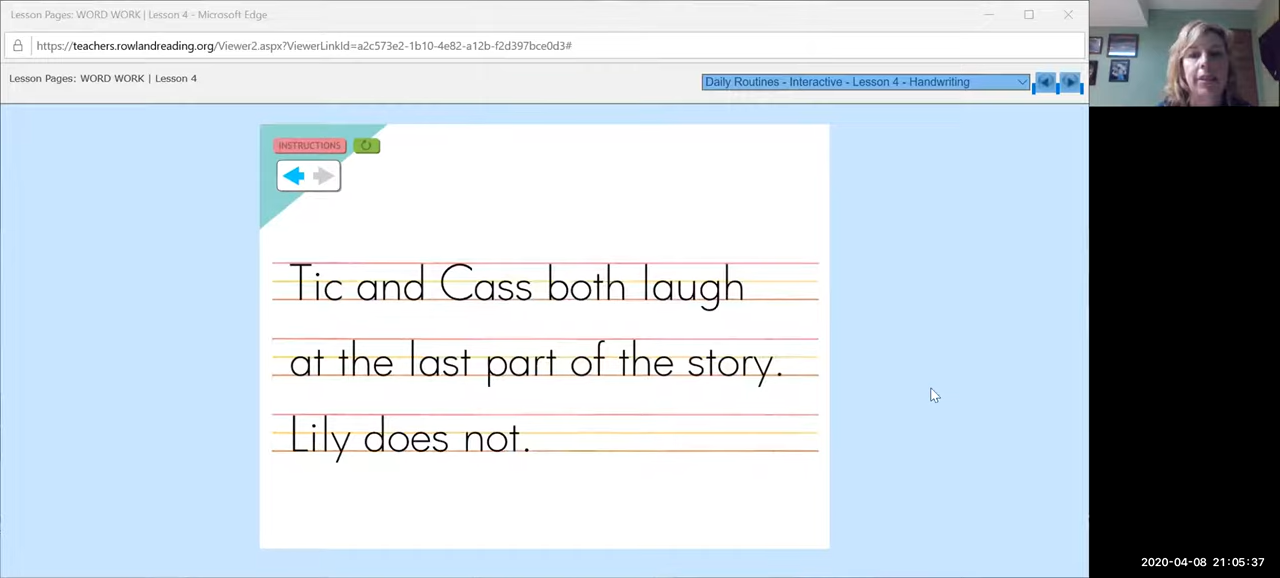 Lesson Pages: WORD WORK | Lesson 4 - Microsoft Edge
https://teachers.rowlandreading.org/Viewer2.aspx?ViewerLinkId=a2c573e2-1b10-4e82-a12b-f2d397bce0d3#
Lesson Pages: WORD WORK | Lesson 4
Daily Routines - Interactive - Lesson 4 - Handwriting
INSTRUCTIONS
Tic and Cass both laugh
at the last part of the story.
Lily does not.
2020-04-08 21:05:37